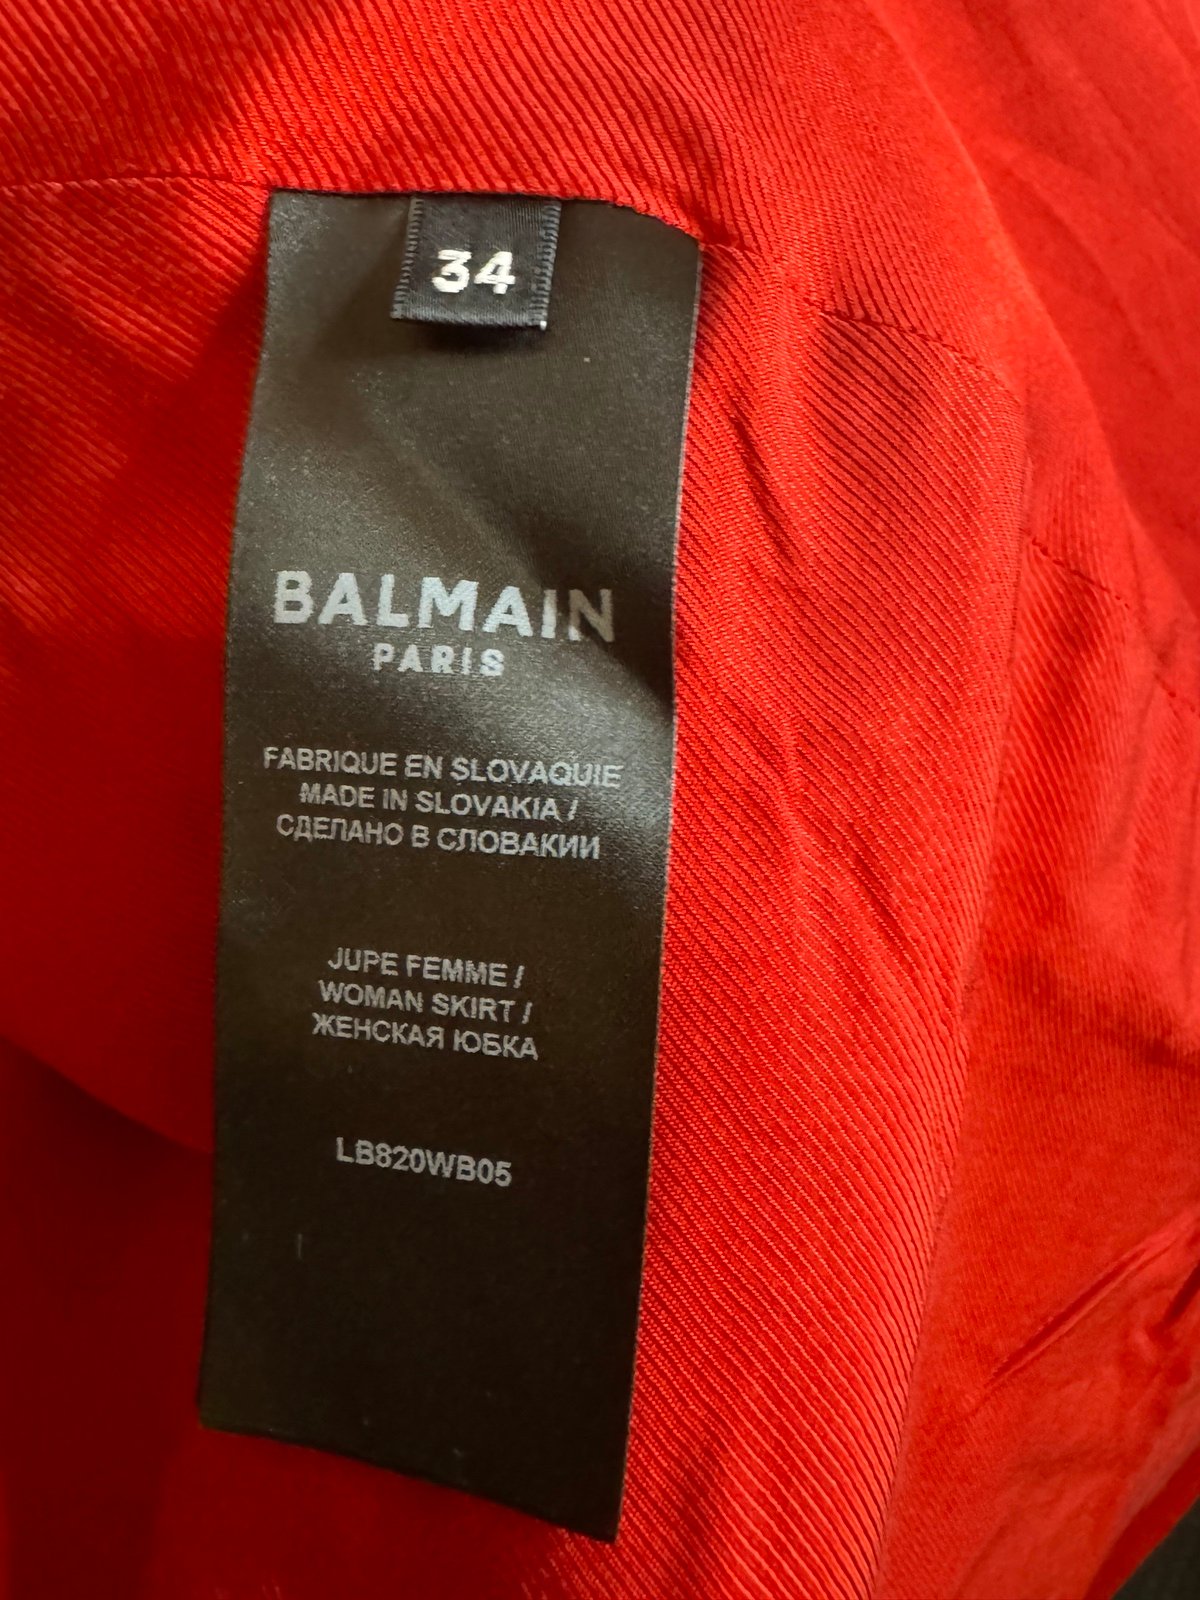 34
BALMAIN
PARIS
FABRIQUE EN SLOVAQUIE
MADE IN SLOVAKIA /
СДЕЛАНО В СЛОВАКИИ
JUPE FEMME /
WOMAN SKIRT /
ЖЕНСКАЯ ЮБКА
LB820WB05